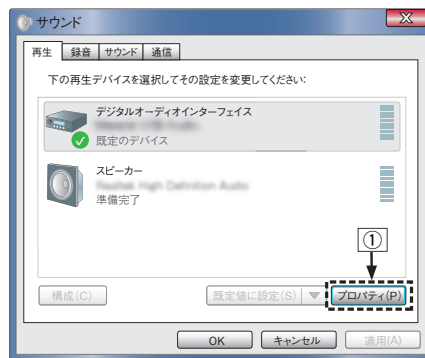 サウンド
再生 録音 サウンド 通信
下の再生デバイスを選択してその設定を変更してください:
デジタルオーディオインターフェイス
既定のデバイス
スピーカー
Realtek High Definition Audio
準備完了
①
構成(C) 既定値に設定(S) プロパティ(P)
OK キャンセル 適用(A)